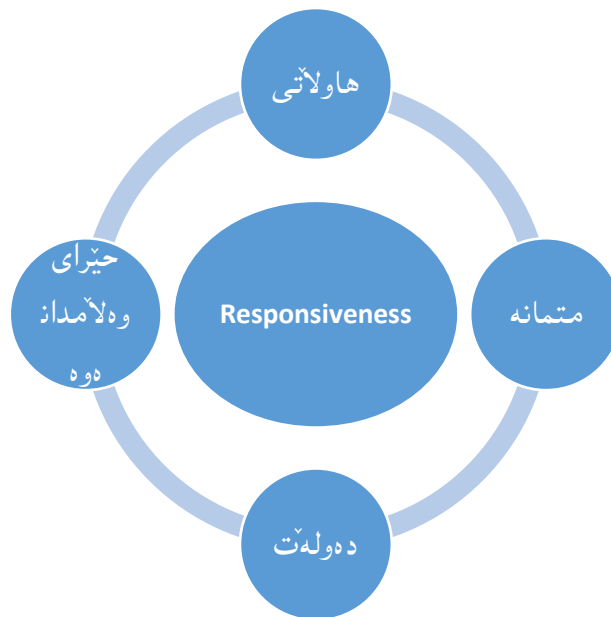 هاوڵاتی
حێرای
وەڵامدان
ەوە
Responsiveness
متمانه
دەوڵەت